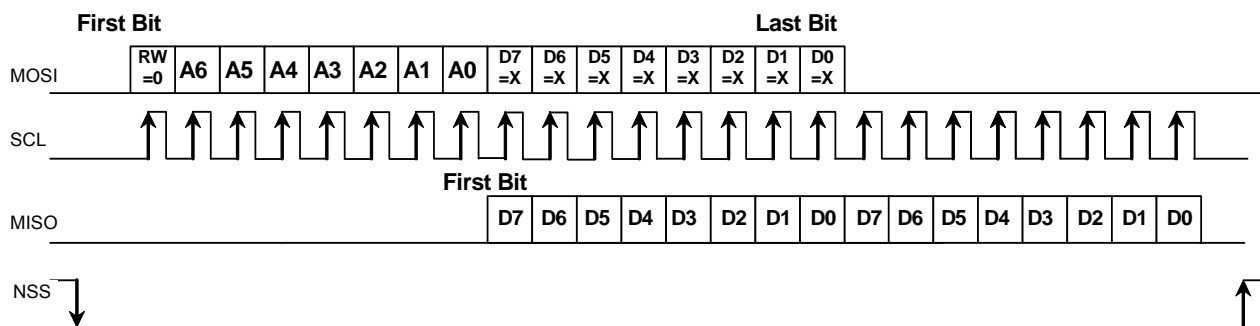 First Bit Last Bit
MOSI RW =0 A6 A5 A4 A3 A2 A1 A0 D7 =X D6 =X D5 =X D4 =X D3 =X D2 =X D1 =X D0 =X
SCL
First Bit
MISO D7 D6 D5 D4 D3 D2 D1 D0 D7 D6 D5 D4 D3 D2 D1 D0
NSS